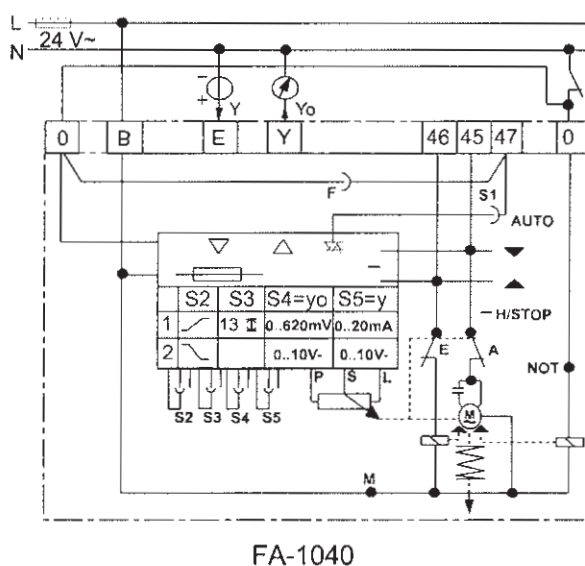 L
24 V~
N
- + Y Yo
0 B E Y 46 45 47 0
F S1
AUTO
S2 S3 S4=yo S5=y
1 13 0..620mV 0..20mA
– H/STOP
2 0..10V- 0..10V-
E A
P S L
NOT
S2 S3 S4 S5
M
M
FA-1040